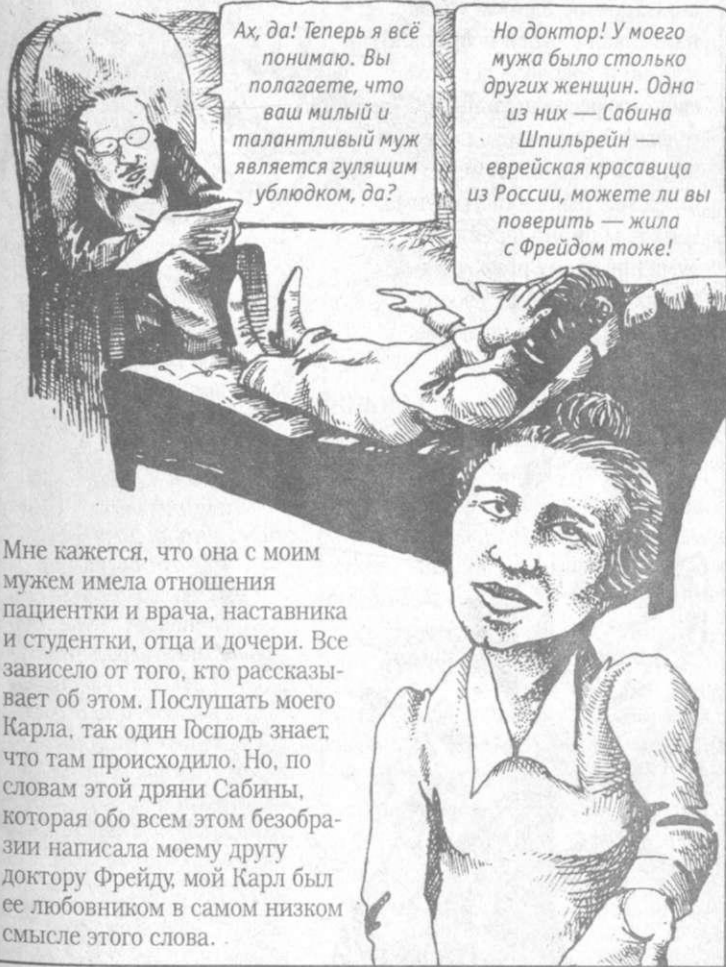 Ах, да! Теперь я всё
понимаю. Вы
полагаете, что
ваш милый и
талантливый муж
является гулящим
ублюдком, да?
Но доктор! У моего
мужа было столько
других женщин. Одна
из них — Сабина
Шпильрейн —
еврейская красавица
из России, можете ли вы
поверить — жила
с Фрейдом тоже!
Мне кажется, что она с моим
мужем имела отношения
пациентки и врача, наставника
и студентки, отца и дочери. Все
зависело от того, кто рассказы-
вает об этом. Послушать моего
Карла, так один Господь знает,
что там происходило. Но, по
словам этой дряни Сабины,
которая обо всем этом безобра-
зии написала моему другу
доктору Фрейду, мой Карл был
ее любовником в самом низком
смысле этого слова.